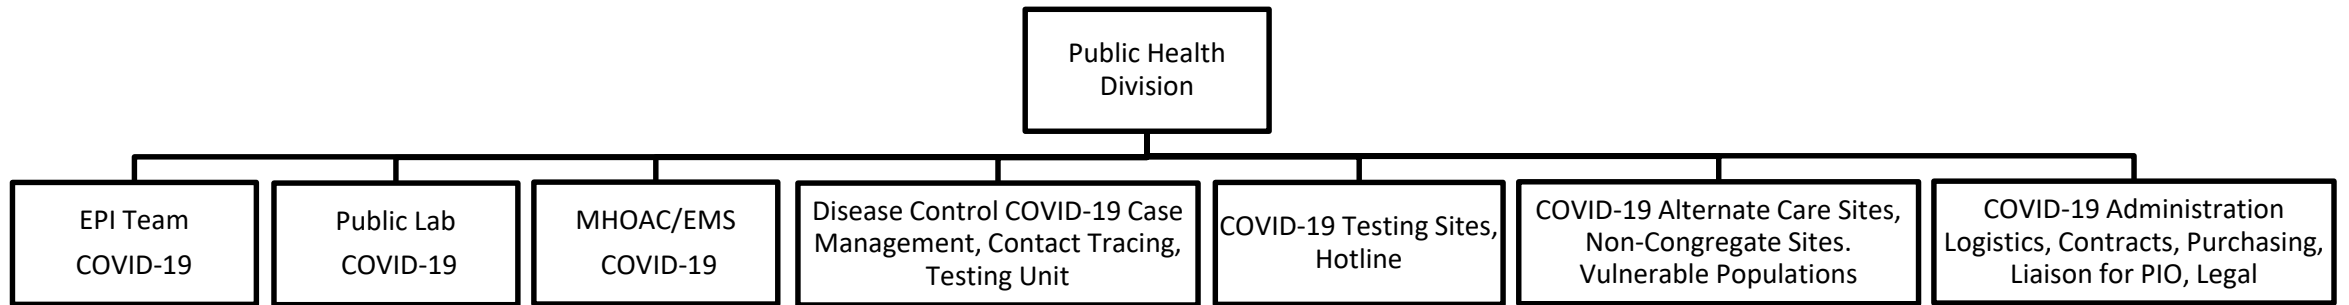 Public Health
Division
EPI Team
COVID-19
Public Lab
COVID-19
MHOAC/EMS
COVID-19
Disease Control COVID-19 Case
Management, Contact Tracing,
Testing Unit
COVID-19 Testing Sites,
Hotline
COVID-19 Alternate Care Sites,
Non-Congregate Sites.
Vulnerable Populations
COVID-19 Administration
Logistics, Contracts, Purchasing,
Liaison for PIO, Legal